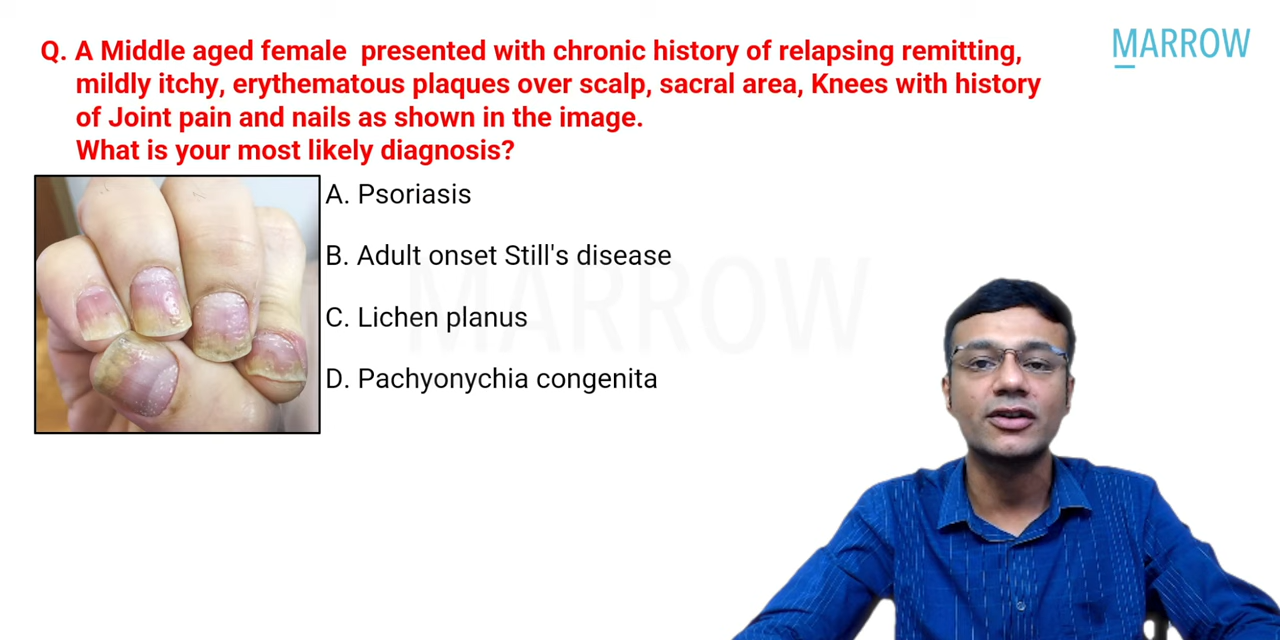 MARROW
Q. A Middle aged female presented with chronic history of relapsing remitting,
mildly itchy, erythematous plaques over scalp, sacral area, Knees with history
of Joint pain and nails as shown in the image.
What is your most likely diagnosis?
A. Psoriasis
B. Adult onset Still's disease
C. Lichen planus
D. Pachyonychia congenita
MARROW